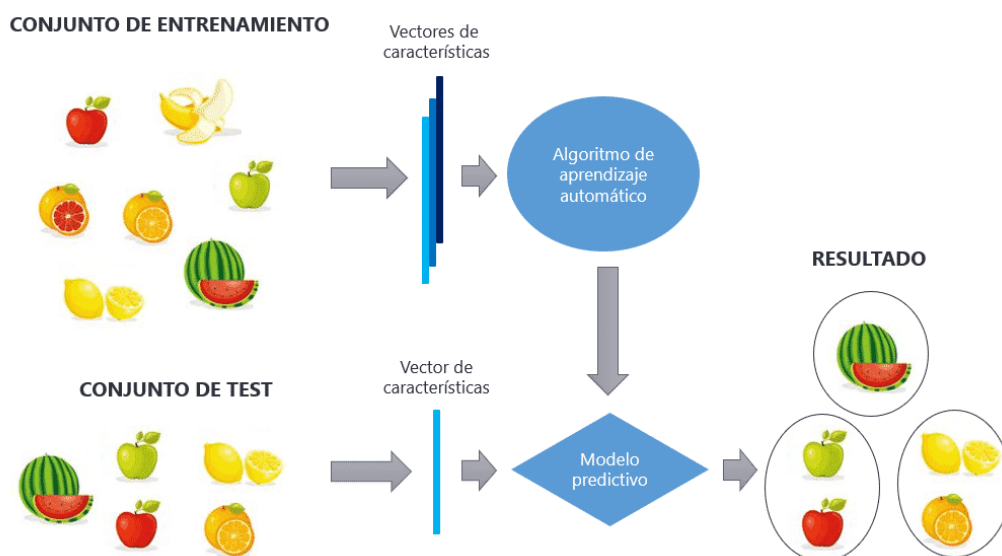 CONJUNTO DE ENTRENAMIENTO
Vectores de
características
Algoritmo de
aprendizaje
automático
RESULTADO
CONJUNTO DE TEST
Vector de
características
Modelo
predictivo